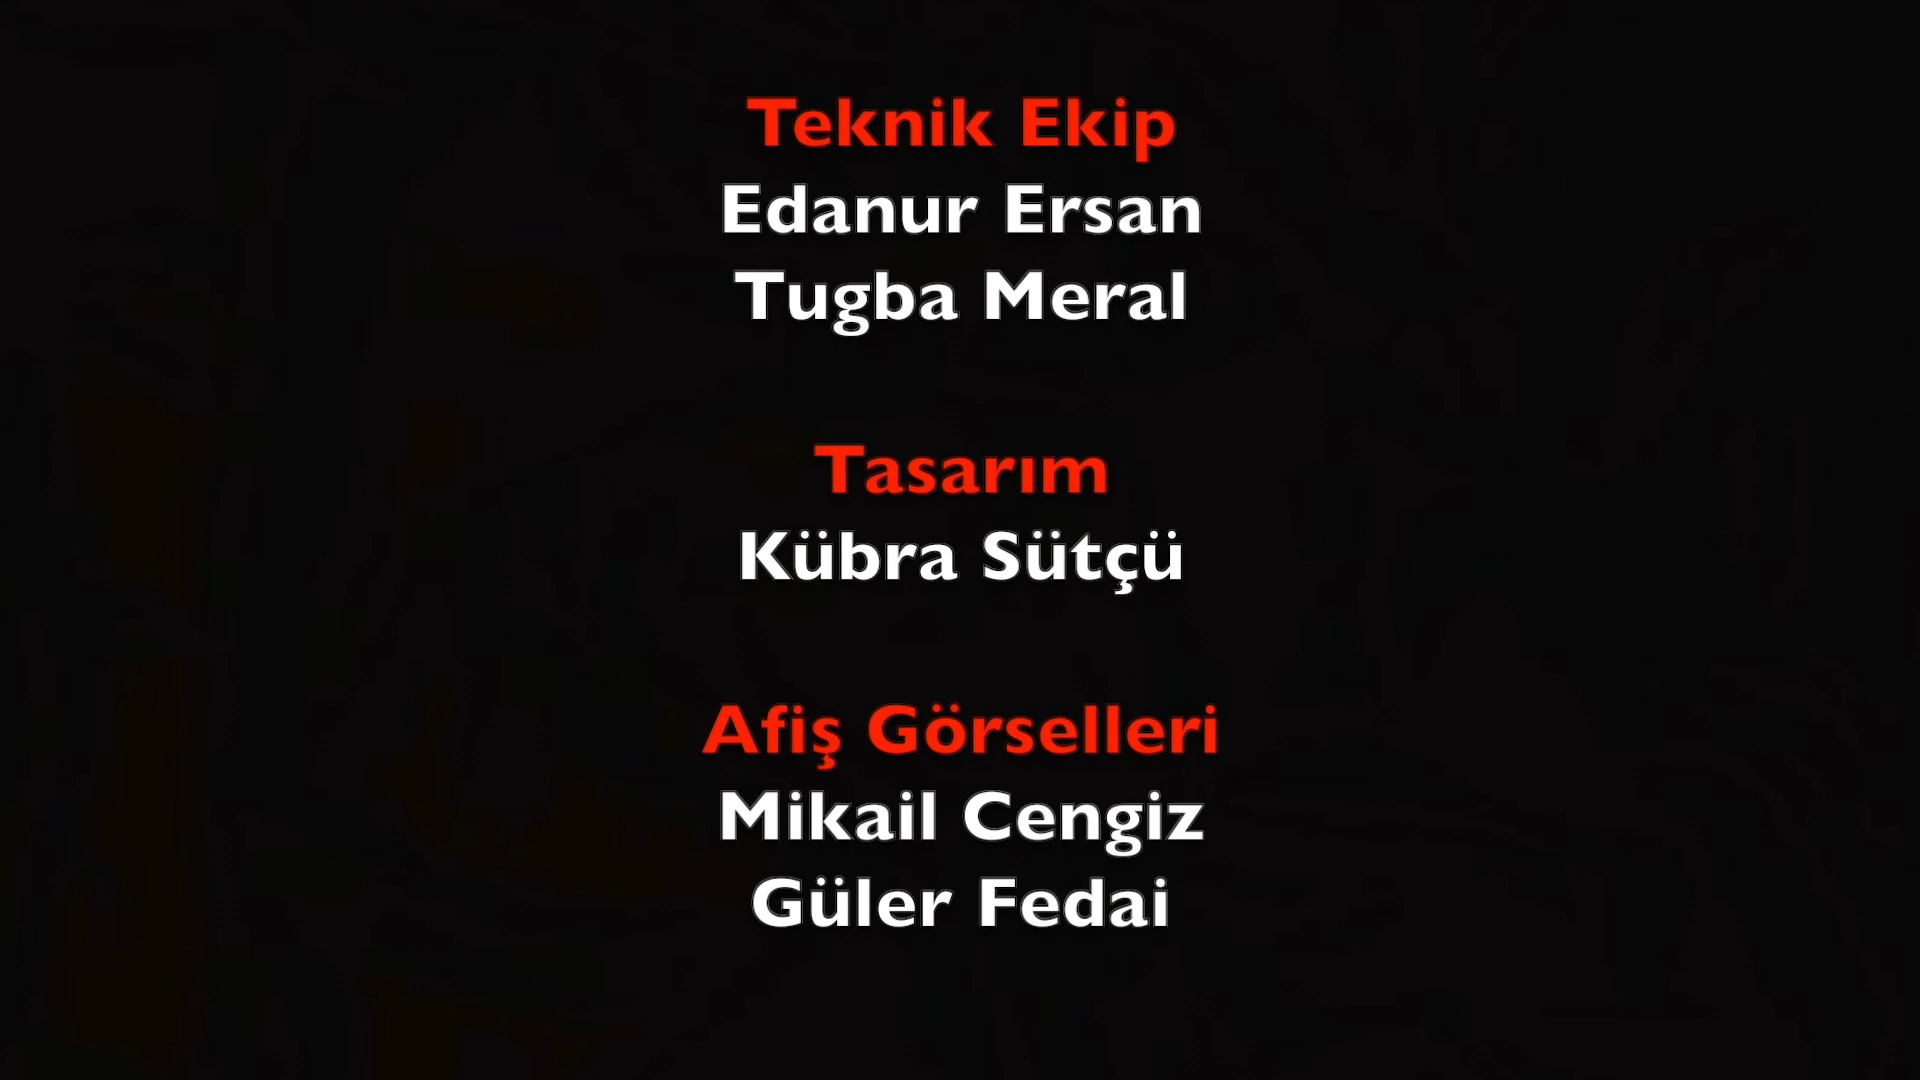 Teknik Ekip
Edanur Ersan
Tugba Meral
Tasarım
Kübra Sütçü
Afiş Görselleri
Mikail Cengiz
Güler Fedai